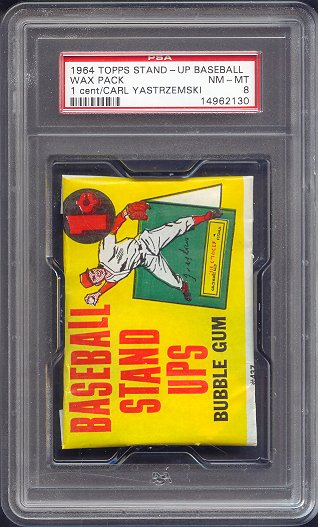 PSA
1964 TOPPS STAND-UP BASEBALL
WAX PACK NM-MT
1 cent/CARL YASTRZEMSKI 8
14962130
1¢
BASEBALL
STAND
UPS
BUBBLE GUM